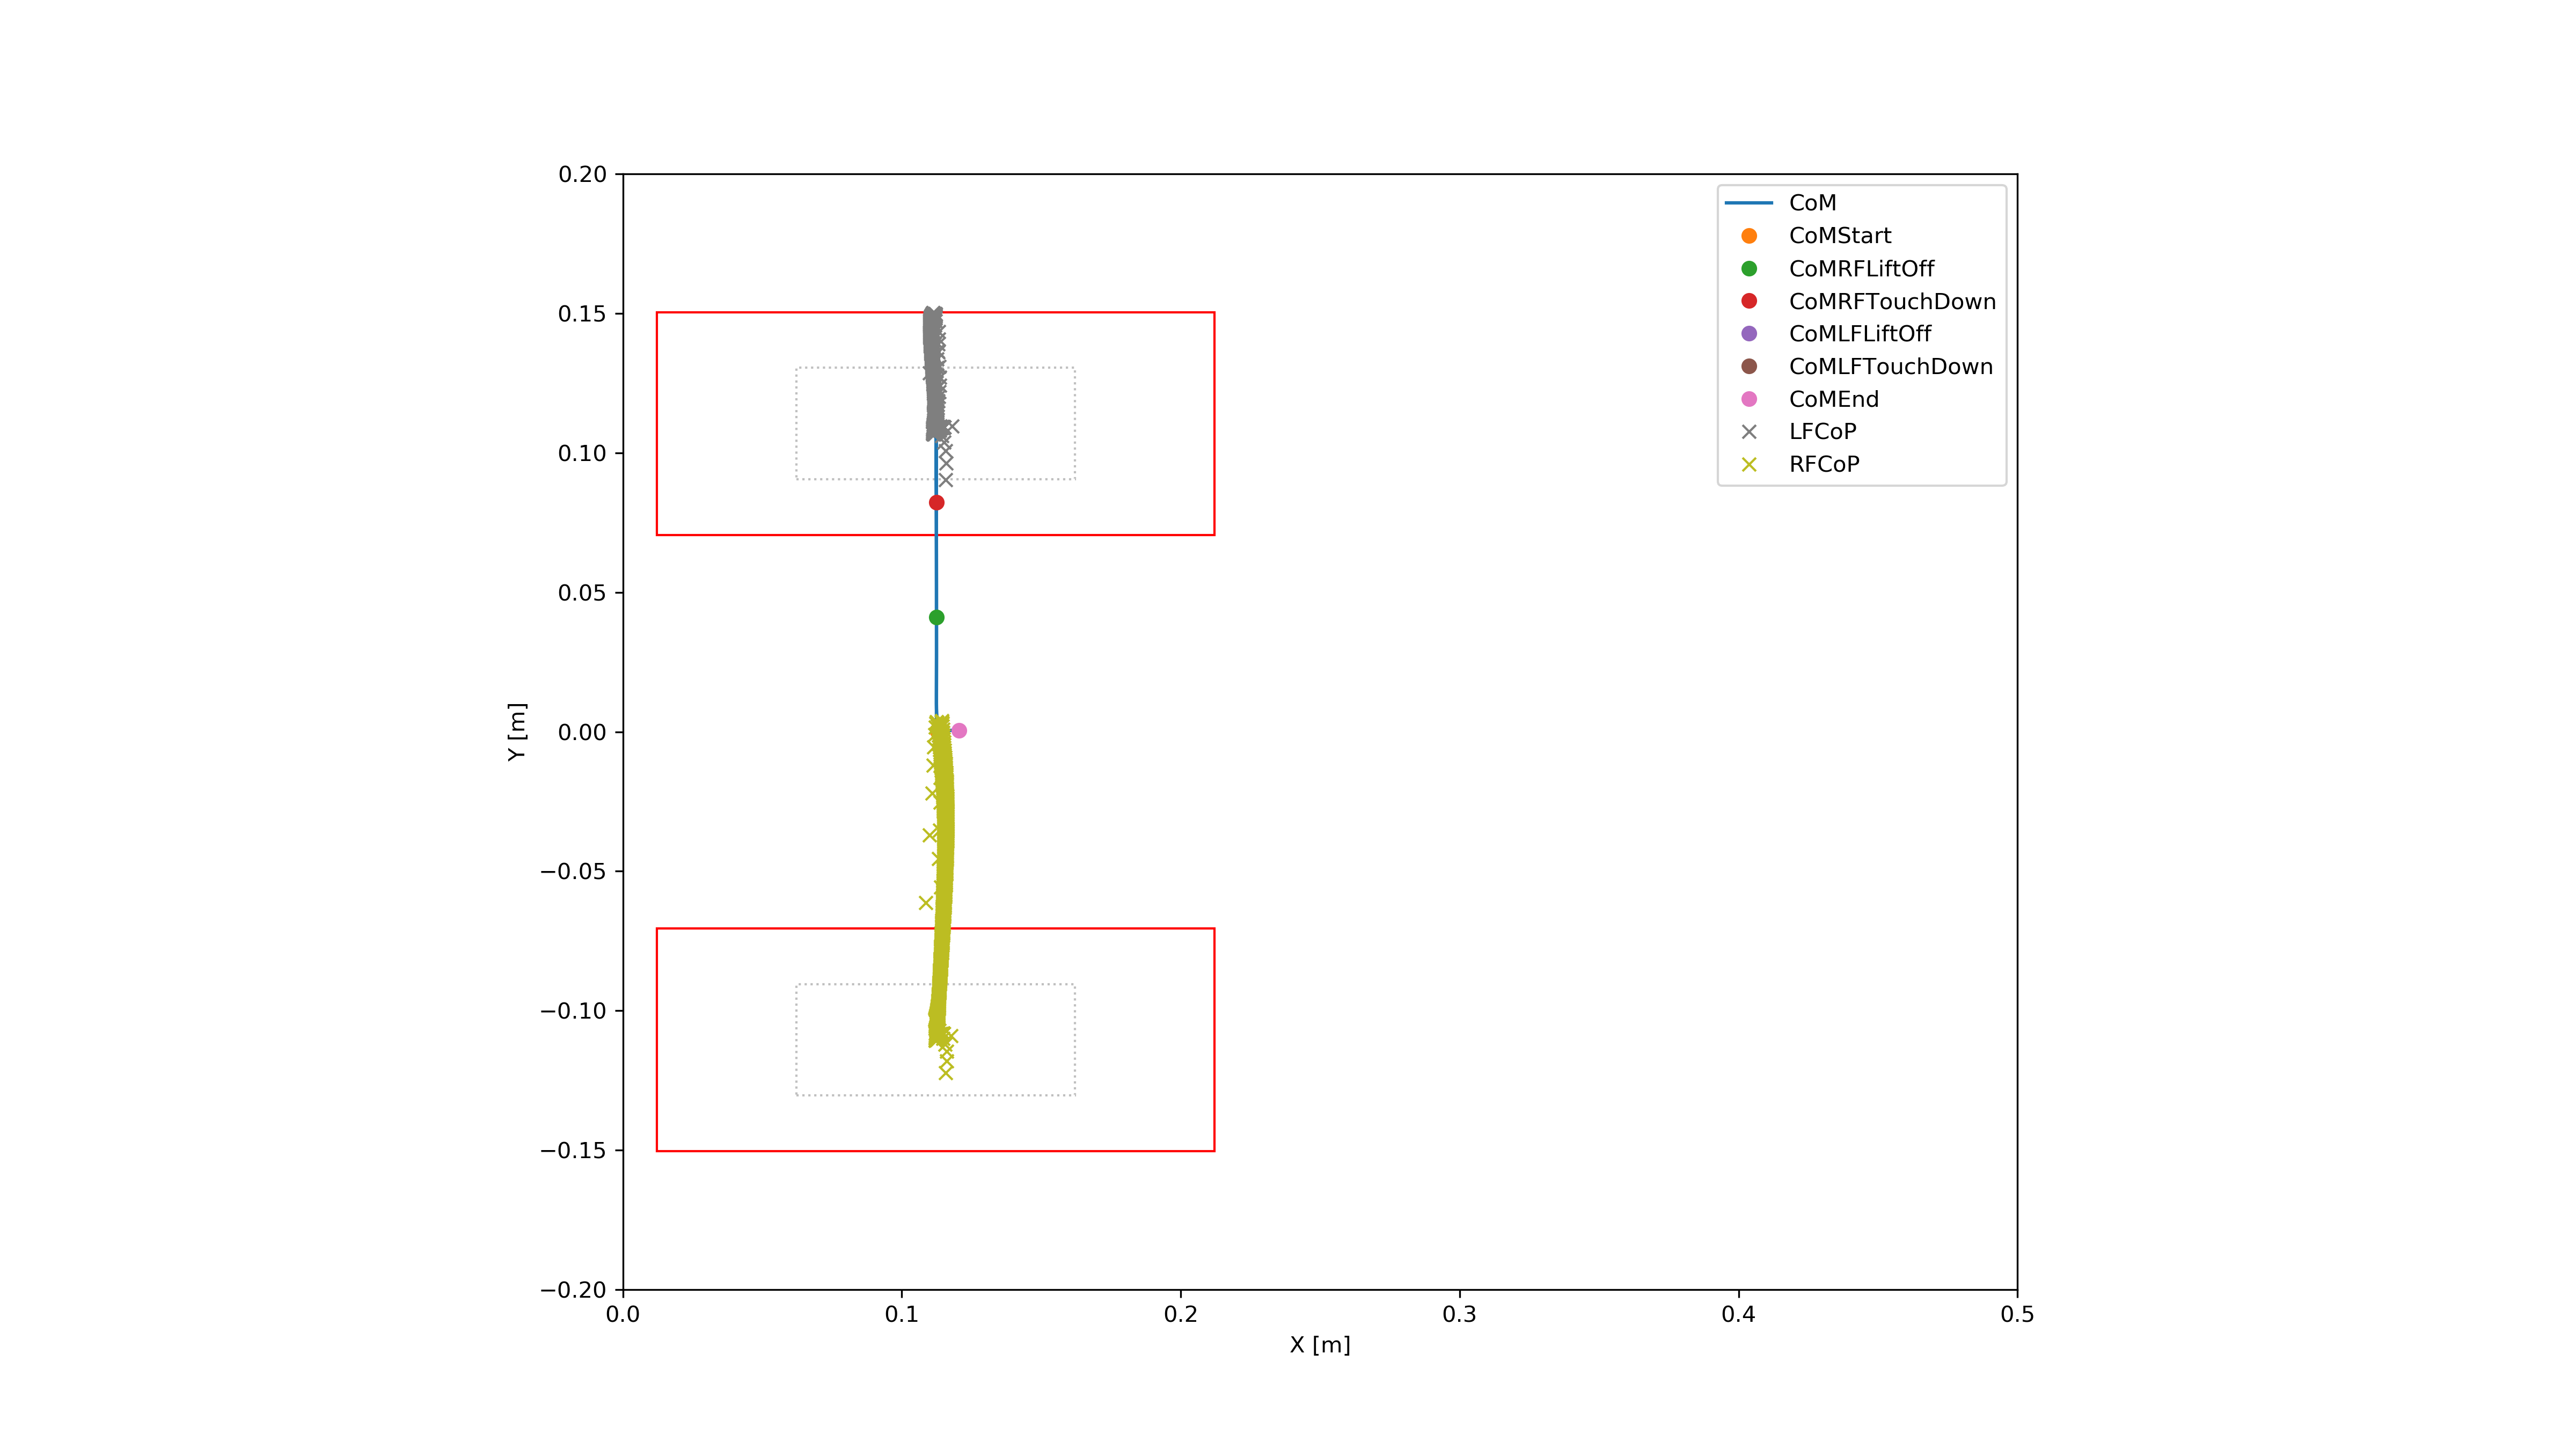 0.20
0.15
0.10
0.05
0.00
−0.05
−0.10
−0.15
−0.20
Y [m]
0.0 0.1 0.2 0.3 0.4 0.5
X [m]
CoM
CoMStart
CoMRFLiftOff
CoMRFTouchDown
CoMLFLiftOff
CoMLFTouchDown
CoMEnd
LFCoP
RFCoP